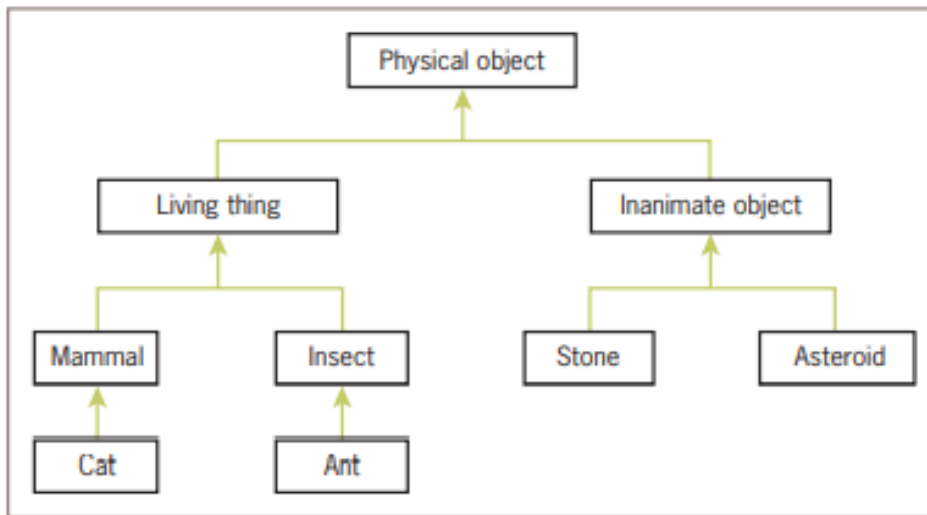 Physical object
Living thing
Inanimate object
Mammal
Insect
Stone
Asteroid
Cat
Ant